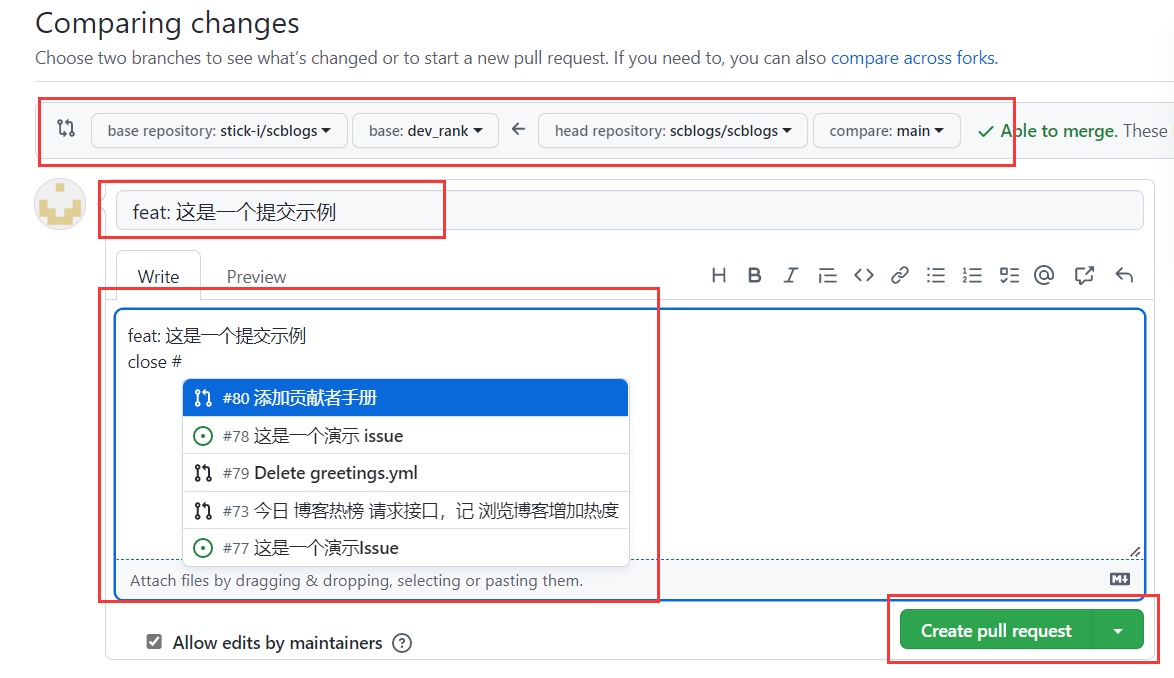 Comparing changes
Choose two branches to see what’s changed or to start a new pull request. If you need to, you can also compare across forks.
base repository: stick-i/scblogs base: dev_rank head repository: scblogs/scblogs compare: main Able to merge. These
feat: 这是一个提交示例
Write Preview
feat: 这是一个提交示例
close #
#80 添加贡献者手册
#78 这是一个演示 issue
#79 Delete greetings.yml
#73 今日 博客热榜 请求接口，记 浏览博客增加热度
#77 这是一个演示Issue
Attach files by dragging & dropping, selecting or pasting them.
Allow edits by maintainers
Create pull request